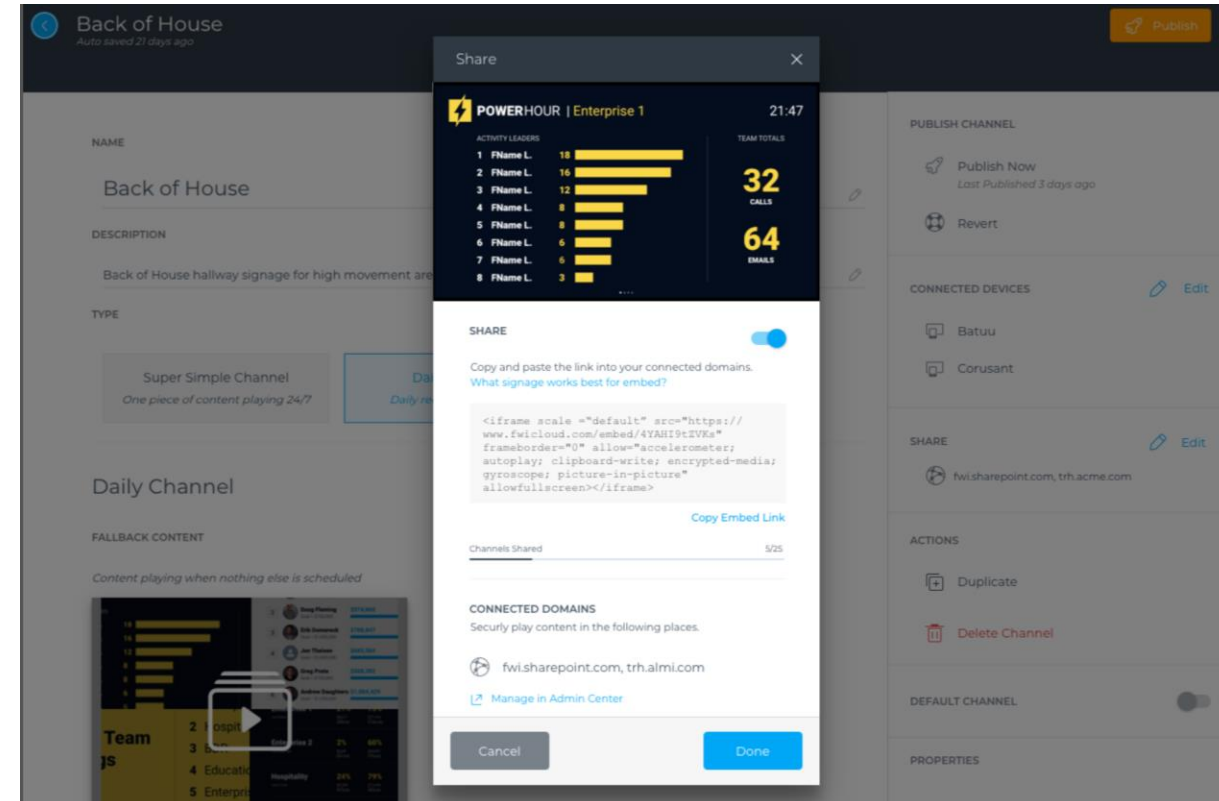 Back of House
Auto saved 21 days ago
Publish
NAME
Back of House
DESCRIPTION
Back of House hallway signage for high movement are
TYPE
Super Simple Channel
One piece of content playing 24/7
Dai
Daily re
Daily Channel
FALLBACK CONTENT
Content playing when nothing else is scheduled
Team
gs
2 Hospit
3
4 Educatio
5 Enterpri
Share
POWERHOUR | Enterprise 1
21:47
ACTIVITY LEADERS
TEAM TOTALS
1 FName L. 18
2 FName L. 16
3 FName L. 12
4 FName L. 8
5 FName L. 8
6 FName L. 6
7 FName L. 6
8 FName L. 3
32
CALLS
64
EMAILS
SHARE
Copy and paste the link into your connected domains.
What signage works best for embed?
<iframe scale ="default" src="https://
www.fwicloud.com/embed/4YAHI9tZVKs"
frameborder="0" allow="accelerometer;
autoplay; clipboard-write; encrypted-media;
gyroscope; picture-in-picture"
allowfullscreen></iframe>
Copy Embed Link
Channels Shared 5/25
CONNECTED DOMAINS
Securly play content in the following places.
fwi.sharepoint.com, trh.almi.com
Manage in Admin Center
Cancel
Done
PUBLISH CHANNEL
Publish Now
Last Published 3 days ago
Revert
CONNECTED DEVICES
Edit
Batuu
Corusant
SHARE
Edit
fwi.sharepoint.com, trh.acme.com
ACTIONS
Duplicate
Delete Channel
DEFAULT CHANNEL
PROPERTIES